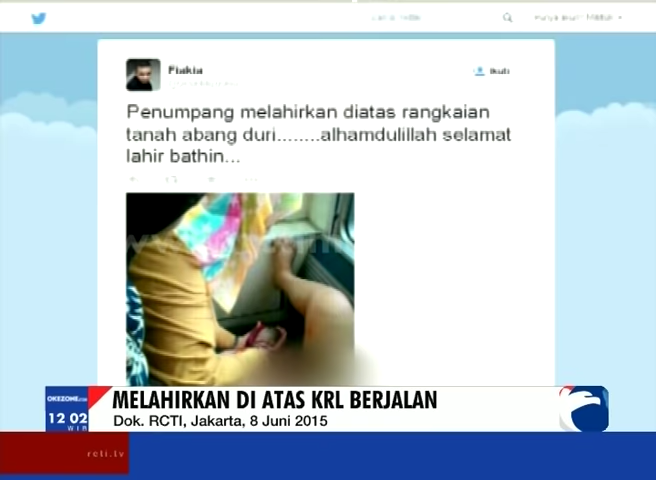 Fiakia
Ikuti
Penumpang melahirkan diatas rangkaian
tanah abang duri........alhamdulillah selamat
lahir bathin...
OKEZONE.COM
12 02
WIB
MELAHIRKAN DI ATAS KRL BERJALAN
Dok. RCTI, Jakarta, 8 Juni 2015
rcti.tv